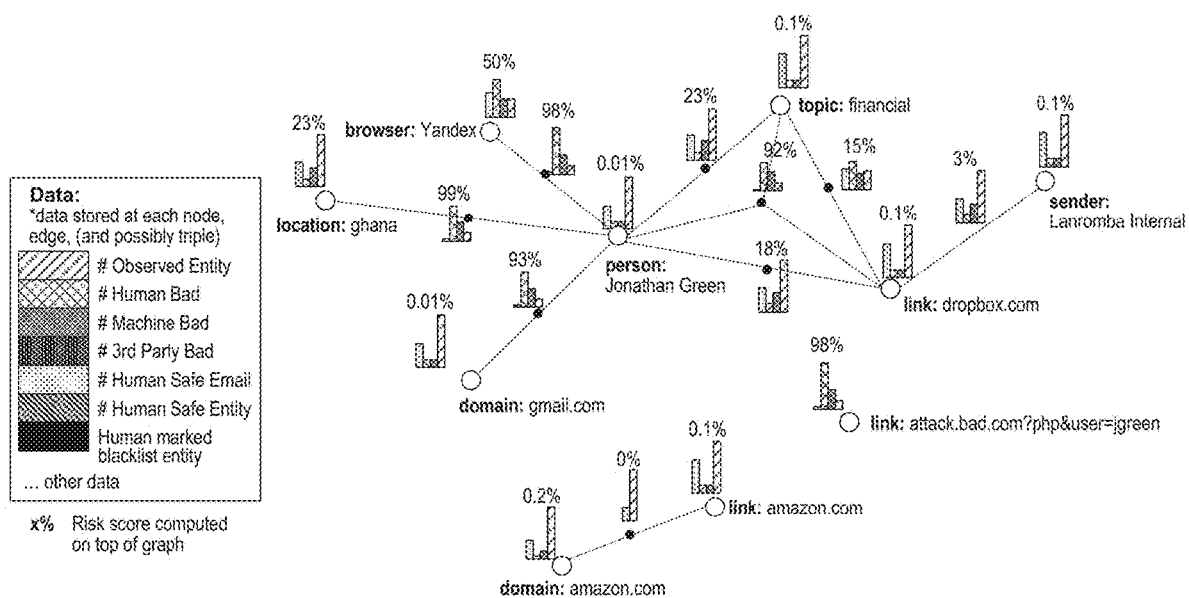 0.1%
50%
23%
98%
23%
topic: financial
0.1%
browser: Yandex
0.01%
92%
15%
3%
99%
0.1%
sender:
Lanromba Internal
location: ghana
Data:
*data stored at each node,
edge, (and possibly triple)
# Observed Entity
# Human Bad
# Machine Bad
# 3rd Party Bad
# Human Safe Email
# Human Safe Entity
Human marked
blacklist entity
... other data
x% Risk score computed
on top of graph
93%
person:
Jonathan Green
18%
link: dropbox.com
0.01%
domain: gmail.com
98%
link: attack.bad.com?php&user=jgreen
0.1%
0%
0.2%
link: amazon.com
domain: amazon.com